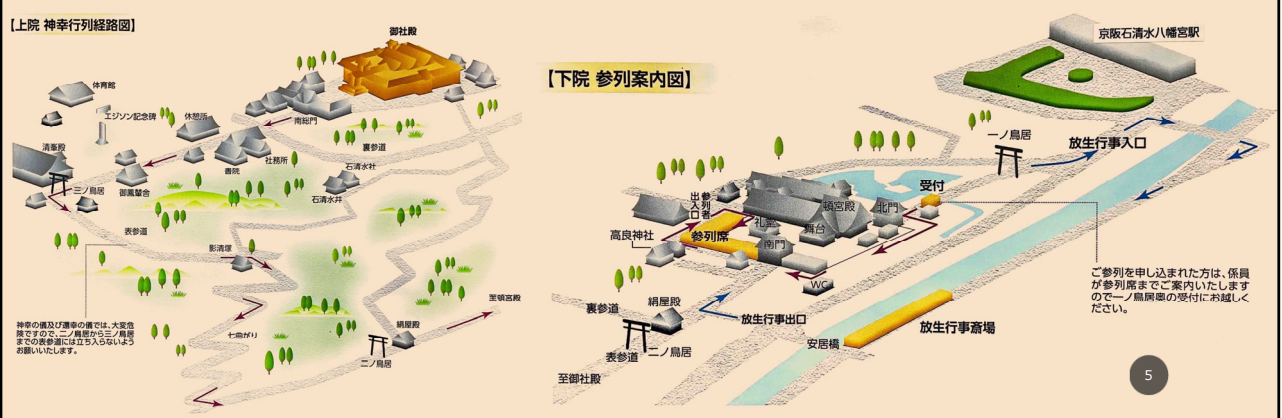 【上院 神幸行列経路図】
御社殿
体育館
エジソン記念碑
休憩所
南総門
裏参道
清峯殿
社務所
書院
石清水社
三ノ鳥居
御鳳輦舎
石清水井
表参道
影清塚
至頓宮殿
神幸の儀及び還幸の儀では、大変危
険ですので、二ノ鳥居から三ノ鳥居
までの表参道には立ち入らないよう
お願いいたします。
七曲がり
絹屋殿
二ノ鳥居
【下院 参列案内図】
京阪石清水八幡宮駅
一ノ鳥居
放生行事入口
受付
参列者
出入口
頓宮殿
北門
礼堂
舞台
高良神社
参列席
南門
WC
ご参列を申し込まれた方は、係員
が参列席までご案内いたします
ので一ノ鳥居奥の受付にお越しく
ださい。
裏参道
絹屋殿
放生行事出口
放生行事斎場
安居橋
表参道
二ノ鳥居
至御社殿
5